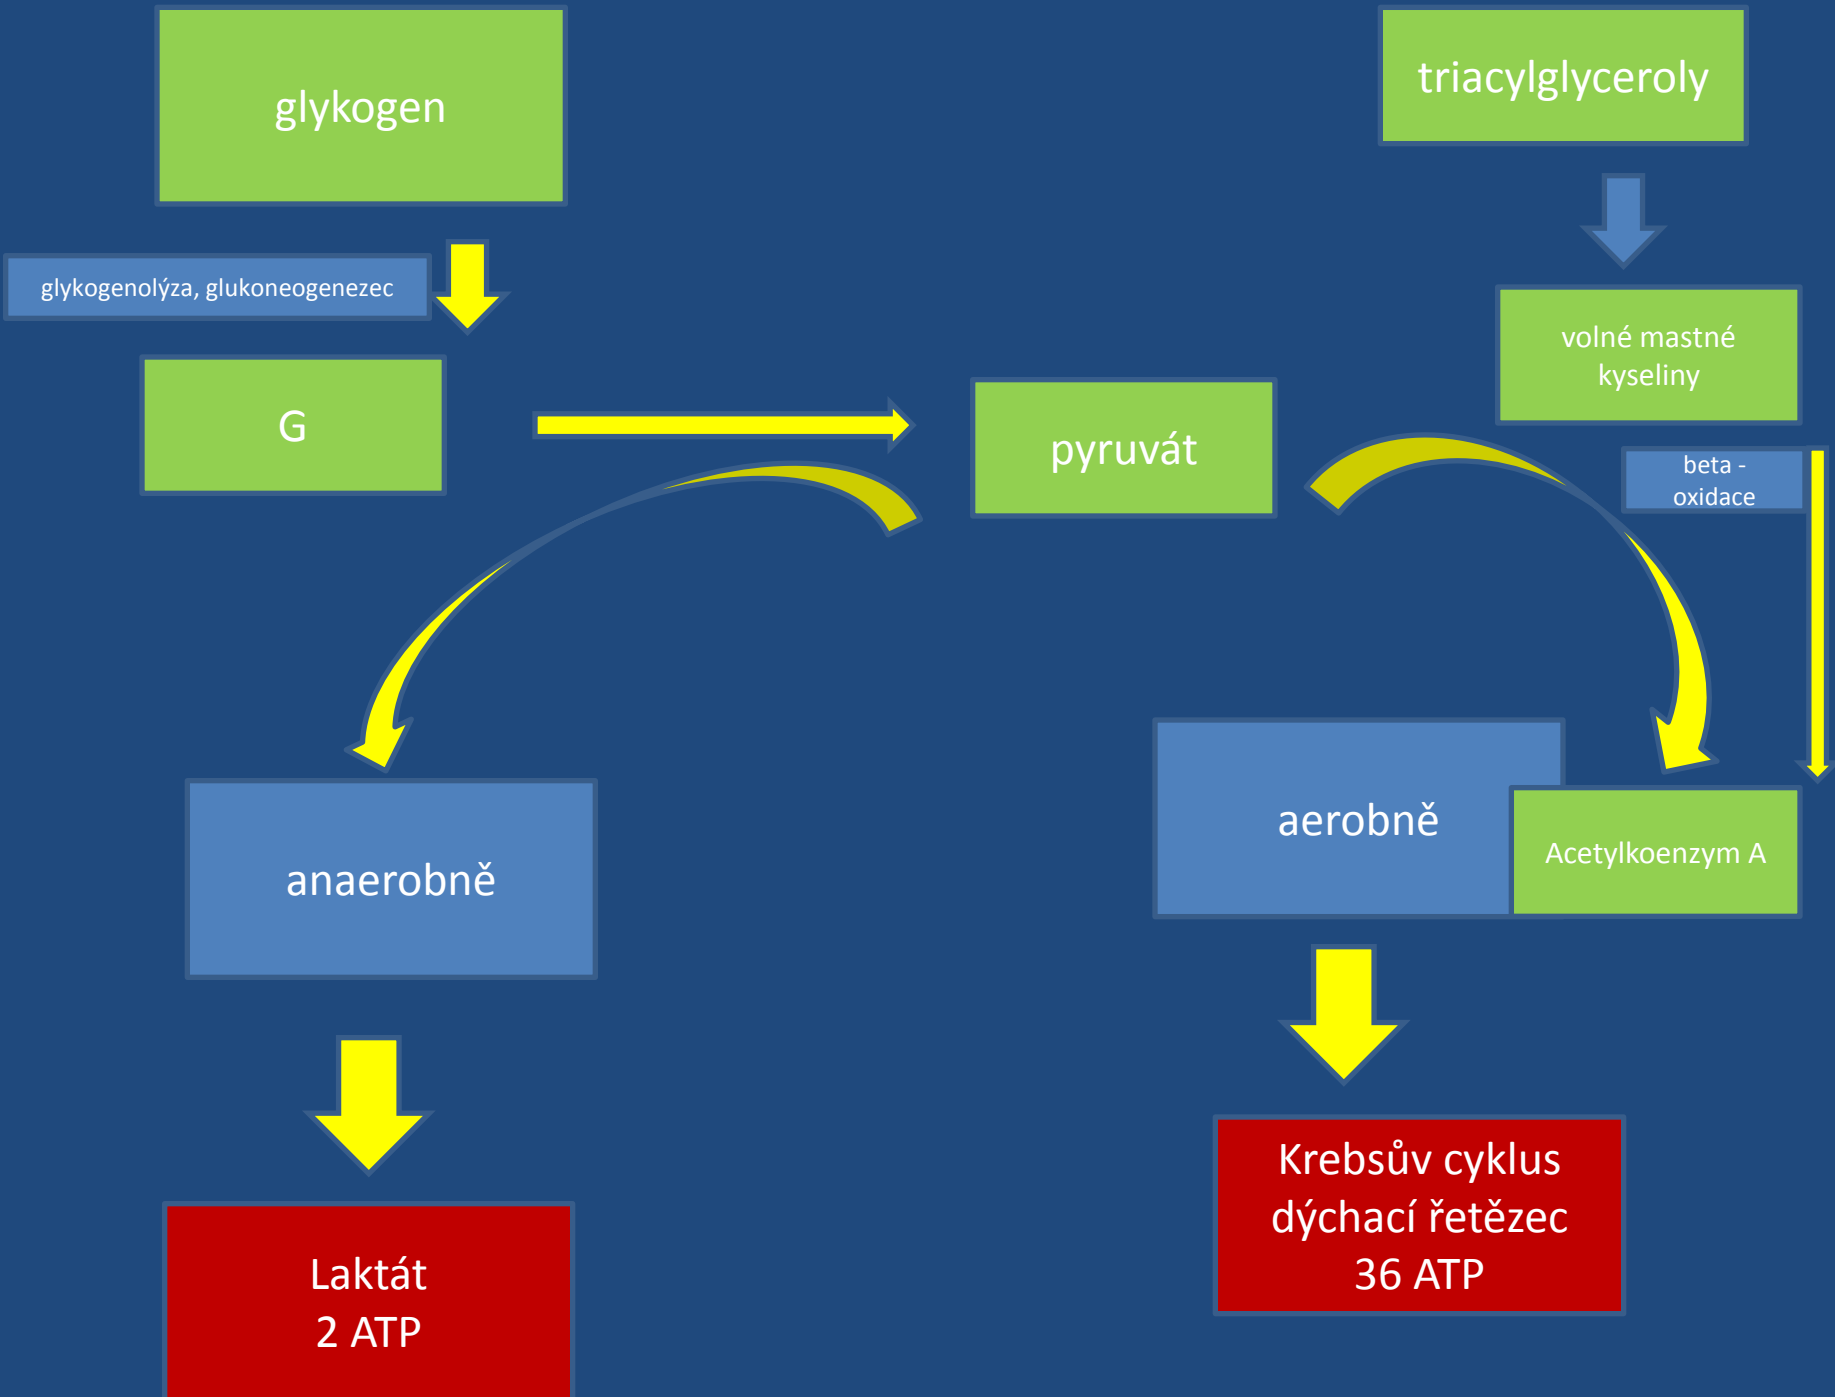 glykogen
triacylglyceroly
glykogenolýza, glukoneogenezec
volné mastné
kyseliny
G
pyruvát
beta -
oxidace
anaerobně
aerobně
Acetylkoenzym A
Laktát
2 ATP
Krebsův cyklus
dýchací řetězec
36 ATP